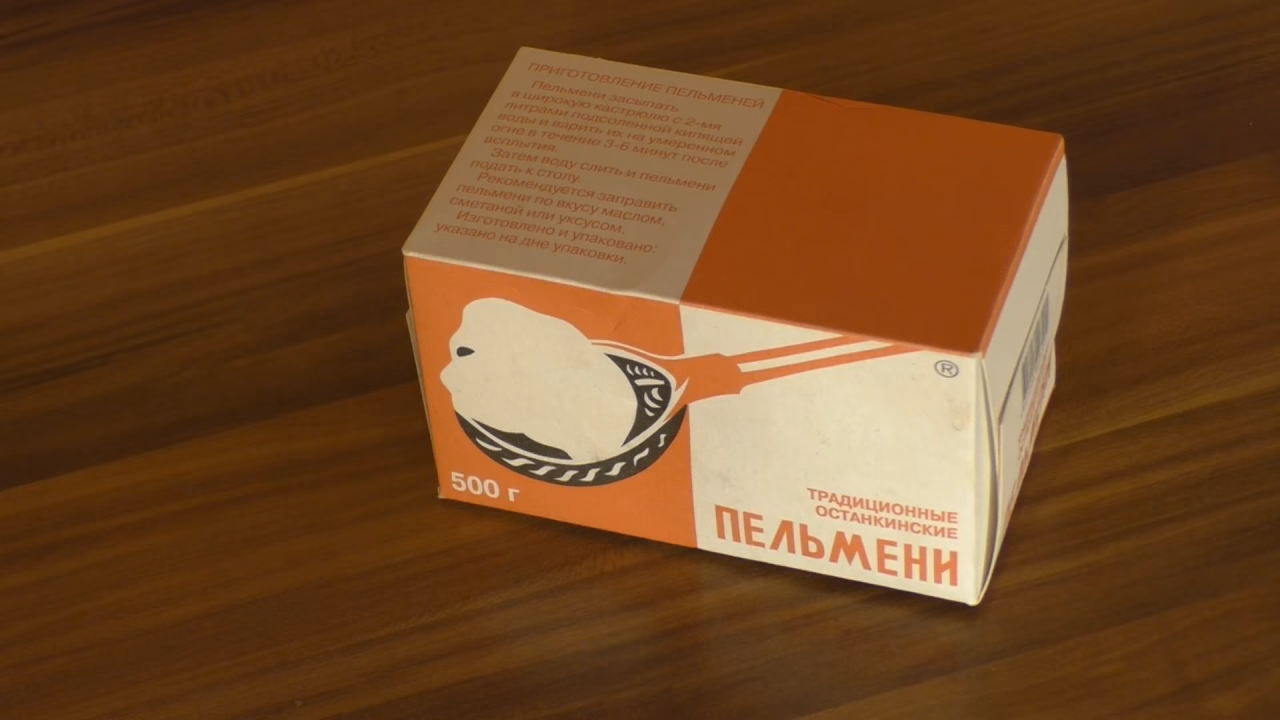 ПРИГОТОВЛЕНИЕ ПЕЛЬМЕНЕЙ
Пельмени засыпать
в широкую кастрюлю с 2-мя
литрами подсоленной кипящей
воды и варить их на умеренном
огне в течение 3-6 минут после
всплытия.
Затем воду слить и пельмени
подать к столу.
Рекомендуется заправить
пельмени по вкусу маслом,
сметаной или уксусом.
Изготовлено и упаковано:
указано на дне упаковки.
®
500 г
ТРАДИЦИОННЫЕ
ОСТАНКИНСКИЕ
ПЕЛЬМЕНИ